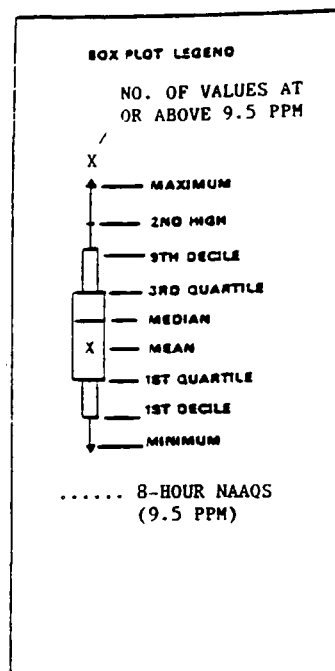 BOX PLOT LEGEND
NO. OF VALUES AT
OR ABOVE 9.5 PPM
X
MAXIMUM
2ND HIGH
9TH DECILE
3RD QUARTILE
MEDIAN
X MEAN
1ST QUARTILE
1ST DECILE
MINIMUM
...... 8-HOUR NAAQS
(9.5 PPM)